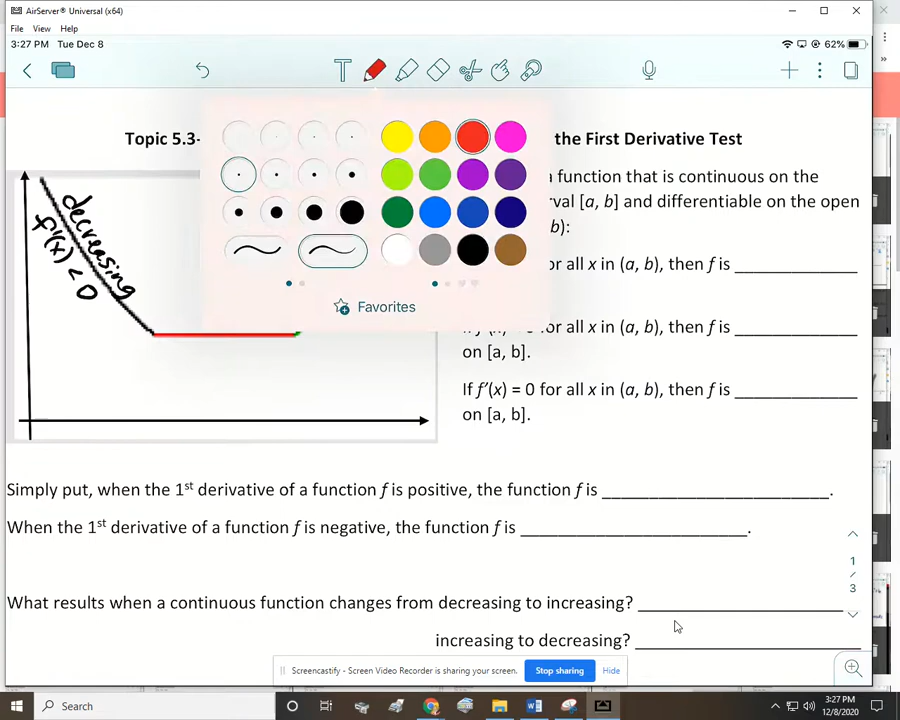 AirServer® Universal (x64)
File View Help
3:27 PM Tue Dec 8
62%
Topic 5.3- the First Derivative Test
a function that is continuous on the
rval [a, b] and differentiable on the open
b):
for all x in (a, b), then f is ____________
for all x in (a, b), then f is ____________
on [a, b].
If f′(x) = 0 for all x in (a, b), then f is ____________
on [a, b].
decreasing
f'(x) < 0
Favorites
Simply put, when the 1st derivative of a function f is positive, the function f is ______________________.
When the 1st derivative of a function f is negative, the function f is ______________________.
What results when a continuous function changes from decreasing to increasing? ____________________
increasing to decreasing? ______________________
1
/
3
Screencastify - Screen Video Recorder is sharing your screen.
Stop sharing
Hide
Search
3:27 PM
12/8/2020